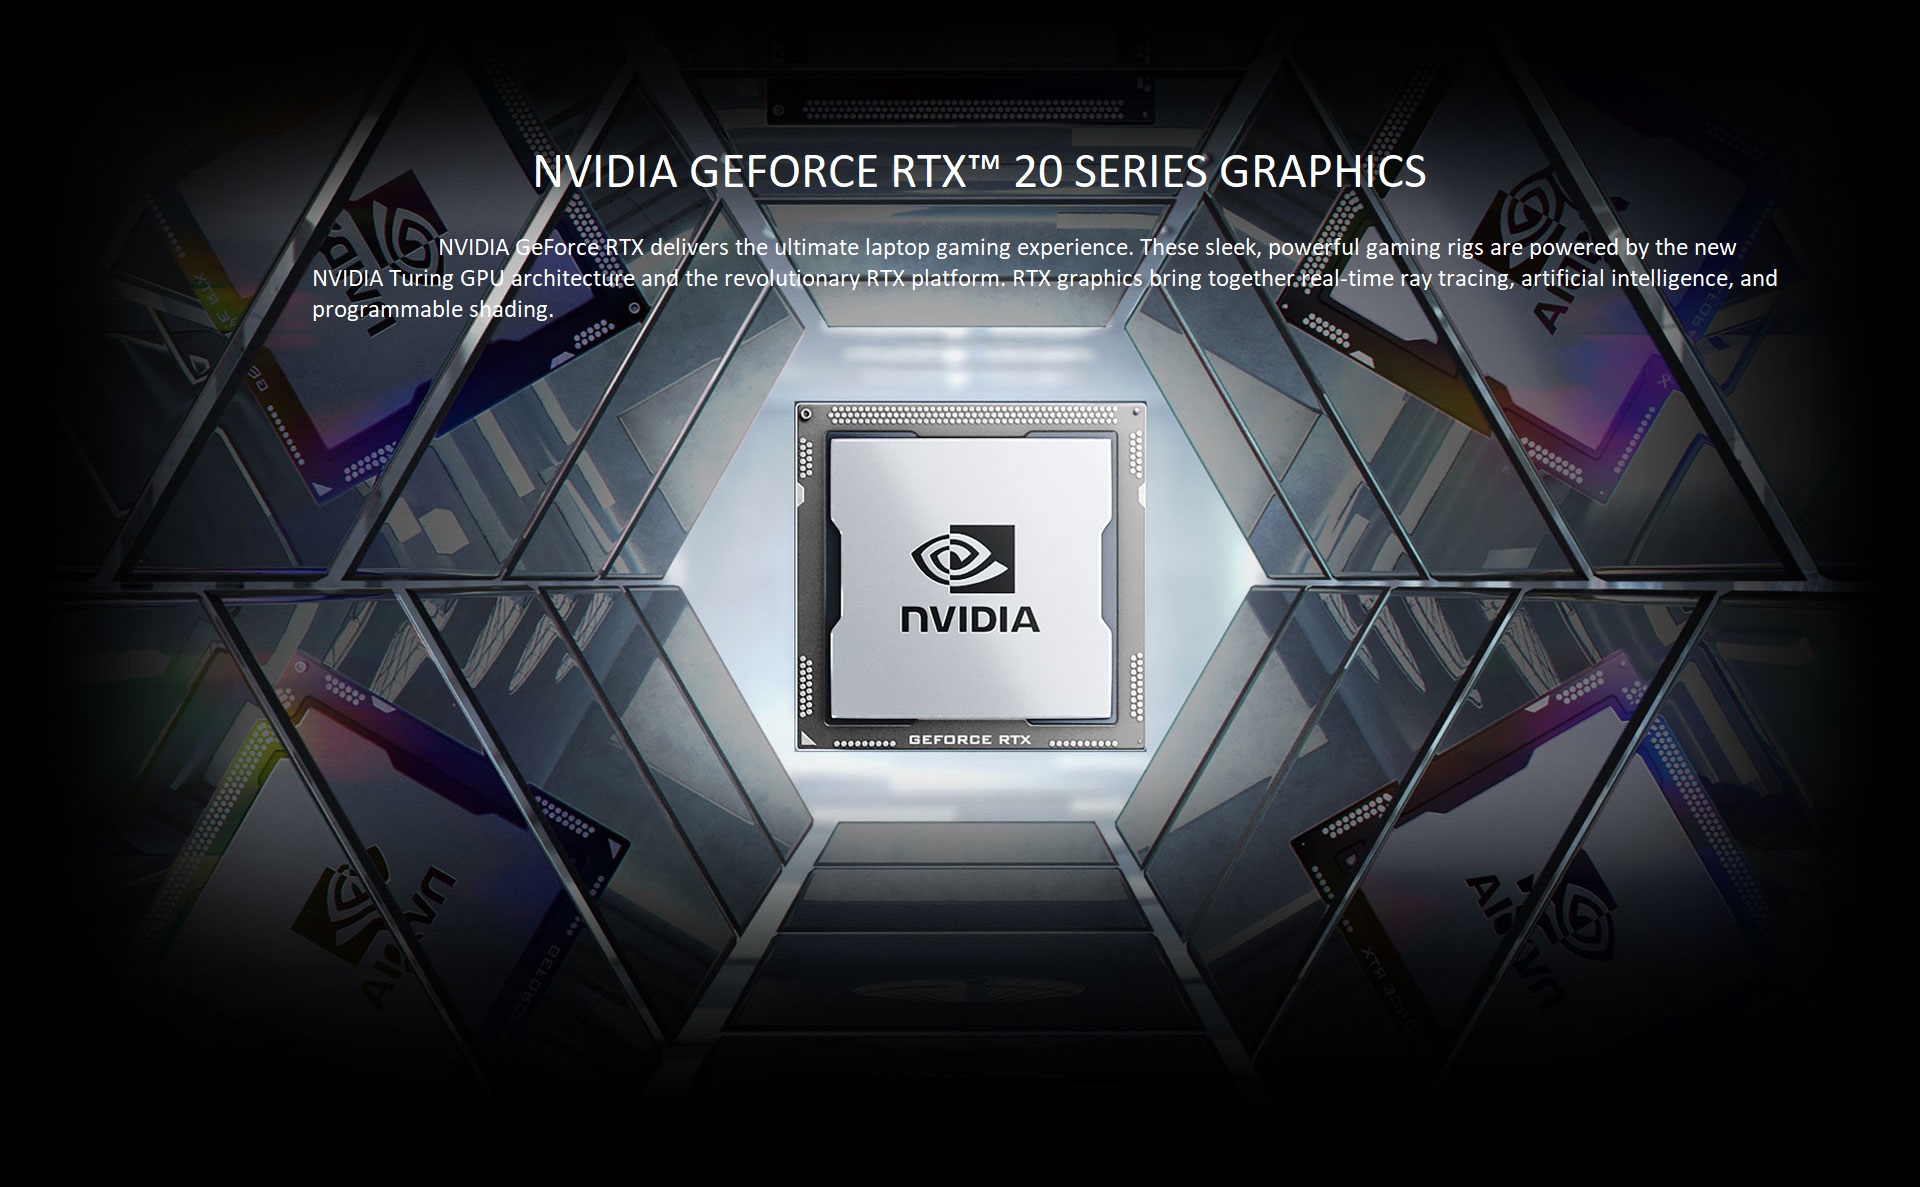 NVIDIA GEFORCE RTX™ 20 SERIES GRAPHICS
NVIDIA GeForce RTX delivers the ultimate laptop gaming experience. These sleek, powerful gaming rigs are powered by the new
NVIDIA Turing GPU architecture and the revolutionary RTX platform. RTX graphics bring together real-time ray tracing, artificial intelligence, and
programmable shading.
NVIDIA
GEFORCE RTX